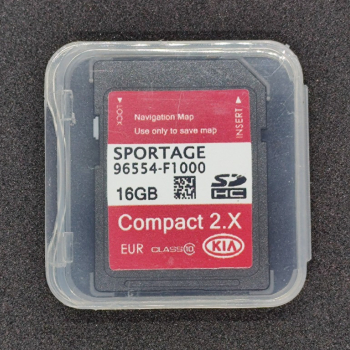 LOCK
INSERT
Navigation Map
Use only to save map
SPORTAGE
96554-F1000
16GB
SD
HC
Compact 2.X
EUR CLASS 10 KIA